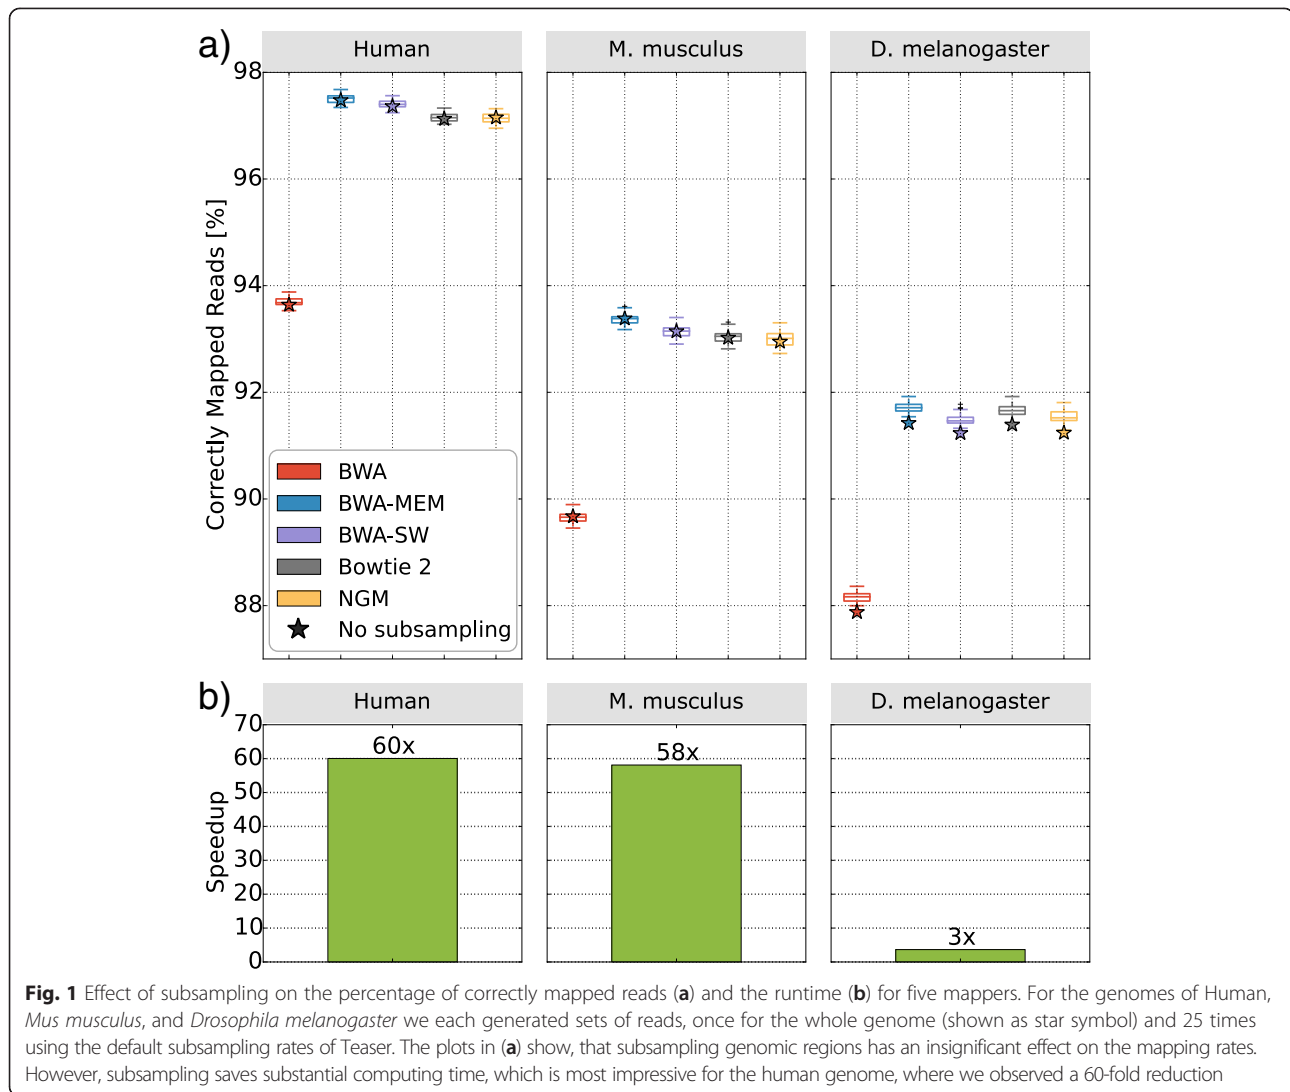 a)
Human
M. musculus
D. melanogaster
Correctly Mapped Reads [%]
98
96
94
92
90
88
BWA
BWA-MEM
BWA-SW
Bowtie 2
NGM
No subsampling
b)
Human
M. musculus
D. melanogaster
Speedup
70
60
50
40
30
20
10
0
60x
58x
3x
Fig. 1 Effect of subsampling on the percentage of correctly mapped reads (a) and the runtime (b) for five mappers. For the genomes of Human,
Mus musculus, and Drosophila melanogaster we each generated sets of reads, once for the whole genome (shown as star symbol) and 25 times
using the default subsampling rates of Teaser. The plots in (a) show, that subsampling genomic regions has an insignificant effect on the mapping rates.
However, subsampling saves substantial computing time, which is most impressive for the human genome, where we observed a 60-fold reduction